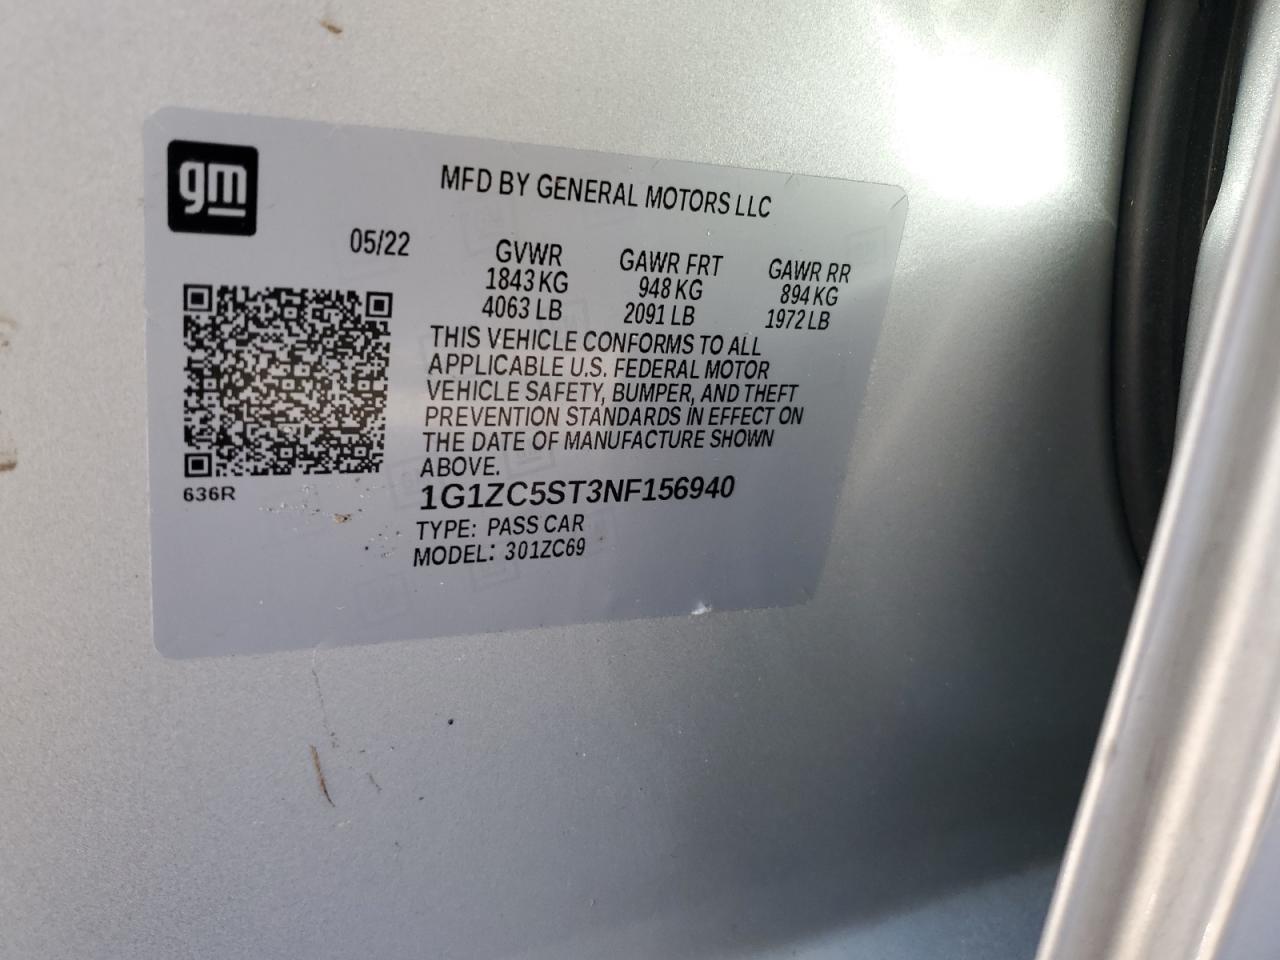 gm
MFD BY GENERAL MOTORS LLC
05/22
GVWR GAWR FRT GAWR RR
1843 KG 948 KG 894 KG
4063 LB 2091 LB 1972 LB
THIS VEHICLE CONFORMS TO ALL
APPLICABLE U.S. FEDERAL MOTOR
VEHICLE SAFETY, BUMPER, AND THEFT
PREVENTION STANDARDS IN EFFECT ON
THE DATE OF MANUFACTURE SHOWN
ABOVE.
636R
1G1ZC5ST3NF156940
TYPE: PASS CAR
MODEL: 301ZC69